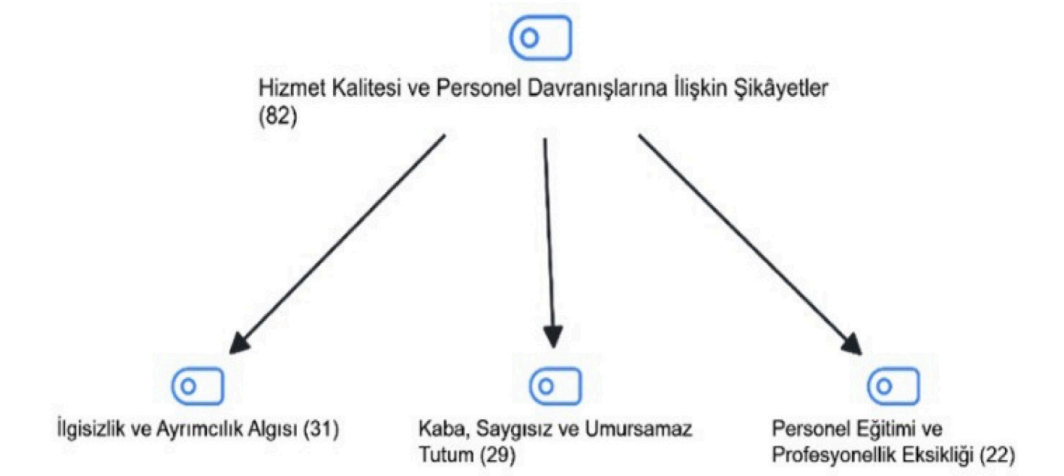 Hizmet Kalitesi ve Personel Davranışlarına İlişkin Şikâyetler
(82)
İlgisizlik ve Ayrımcılık Algısı (31)
Kaba, Saygısız ve Umursamaz
Tutum (29)
Personel Eğitimi ve
Profesyonellik Eksikliği (22)